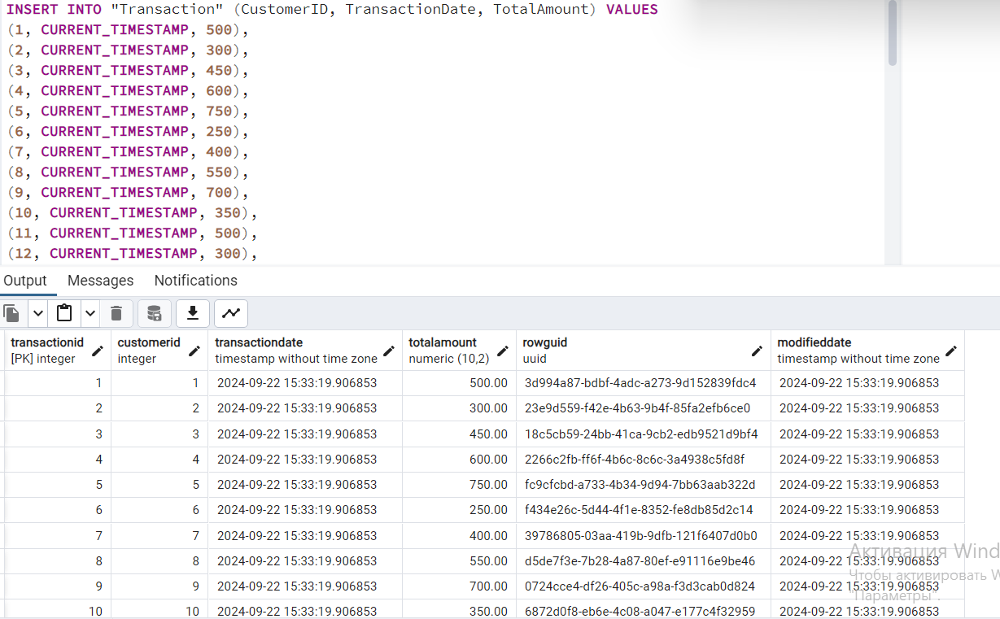 INSERT INTO "Transaction" (CustomerID, TransactionDate, TotalAmount) VALUES
(1, CURRENT_TIMESTAMP, 500),
(2, CURRENT_TIMESTAMP, 300),
(3, CURRENT_TIMESTAMP, 450),
(4, CURRENT_TIMESTAMP, 600),
(5, CURRENT_TIMESTAMP, 750),
(6, CURRENT_TIMESTAMP, 250),
(7, CURRENT_TIMESTAMP, 400),
(8, CURRENT_TIMESTAMP, 550),
(9, CURRENT_TIMESTAMP, 700),
(10, CURRENT_TIMESTAMP, 350),
(11, CURRENT_TIMESTAMP, 500),
(12, CURRENT_TIMESTAMP, 300),
Output Messages Notifications
transactionid customerid transactiondate totalamount rowguid modifieddate
[PK] integer integer timestamp without time zone numeric (10,2) uuid timestamp without time zone
1 1 2024-09-22 15:33:19.906853 500.00 3d994a87-bdbf-4adc-a273-9d152839fdc4 2024-09-22 15:33:19.906853
2 2 2024-09-22 15:33:19.906853 300.00 23e9d559-f42e-4b63-9b4f-85fa2efb6ce0 2024-09-22 15:33:19.906853
3 3 2024-09-22 15:33:19.906853 450.00 18c5cb59-24bb-41ca-9cb2-edb9521d9bf4 2024-09-22 15:33:19.906853
4 4 2024-09-22 15:33:19.906853 600.00 2266c2fb-ff6f-4b6c-8c6c-3a4938c5fd8f 2024-09-22 15:33:19.906853
5 5 2024-09-22 15:33:19.906853 750.00 fc9cfcbd-a733-4b34-9d94-7bb63aab322d 2024-09-22 15:33:19.906853
6 6 2024-09-22 15:33:19.906853 250.00 f434e26c-5d44-4f1e-8352-fe8db85d2c14 2024-09-22 15:33:19.906853
7 7 2024-09-22 15:33:19.906853 400.00 39786805-03aa-419b-9dfb-121f6407d0b0 2024-09-22 15:33:19.906853
8 8 2024-09-22 15:33:19.906853 550.00 d5de7f3e-7b28-4a87-80ef-e91116e9be46 2024-09-22 15:33:19.906853
9 9 2024-09-22 15:33:19.906853 700.00 0724cce4-df26-405c-a98a-f3d3cab0d824 2024-09-22 15:33:19.906853
10 10 2024-09-22 15:33:19.906853 350.00 6872d0f8-eb6e-4c08-a047-e177c4f32959 2024-09-22 15:33:19.906853
Активация Wind
Чтобы активировать W
"Параметры".